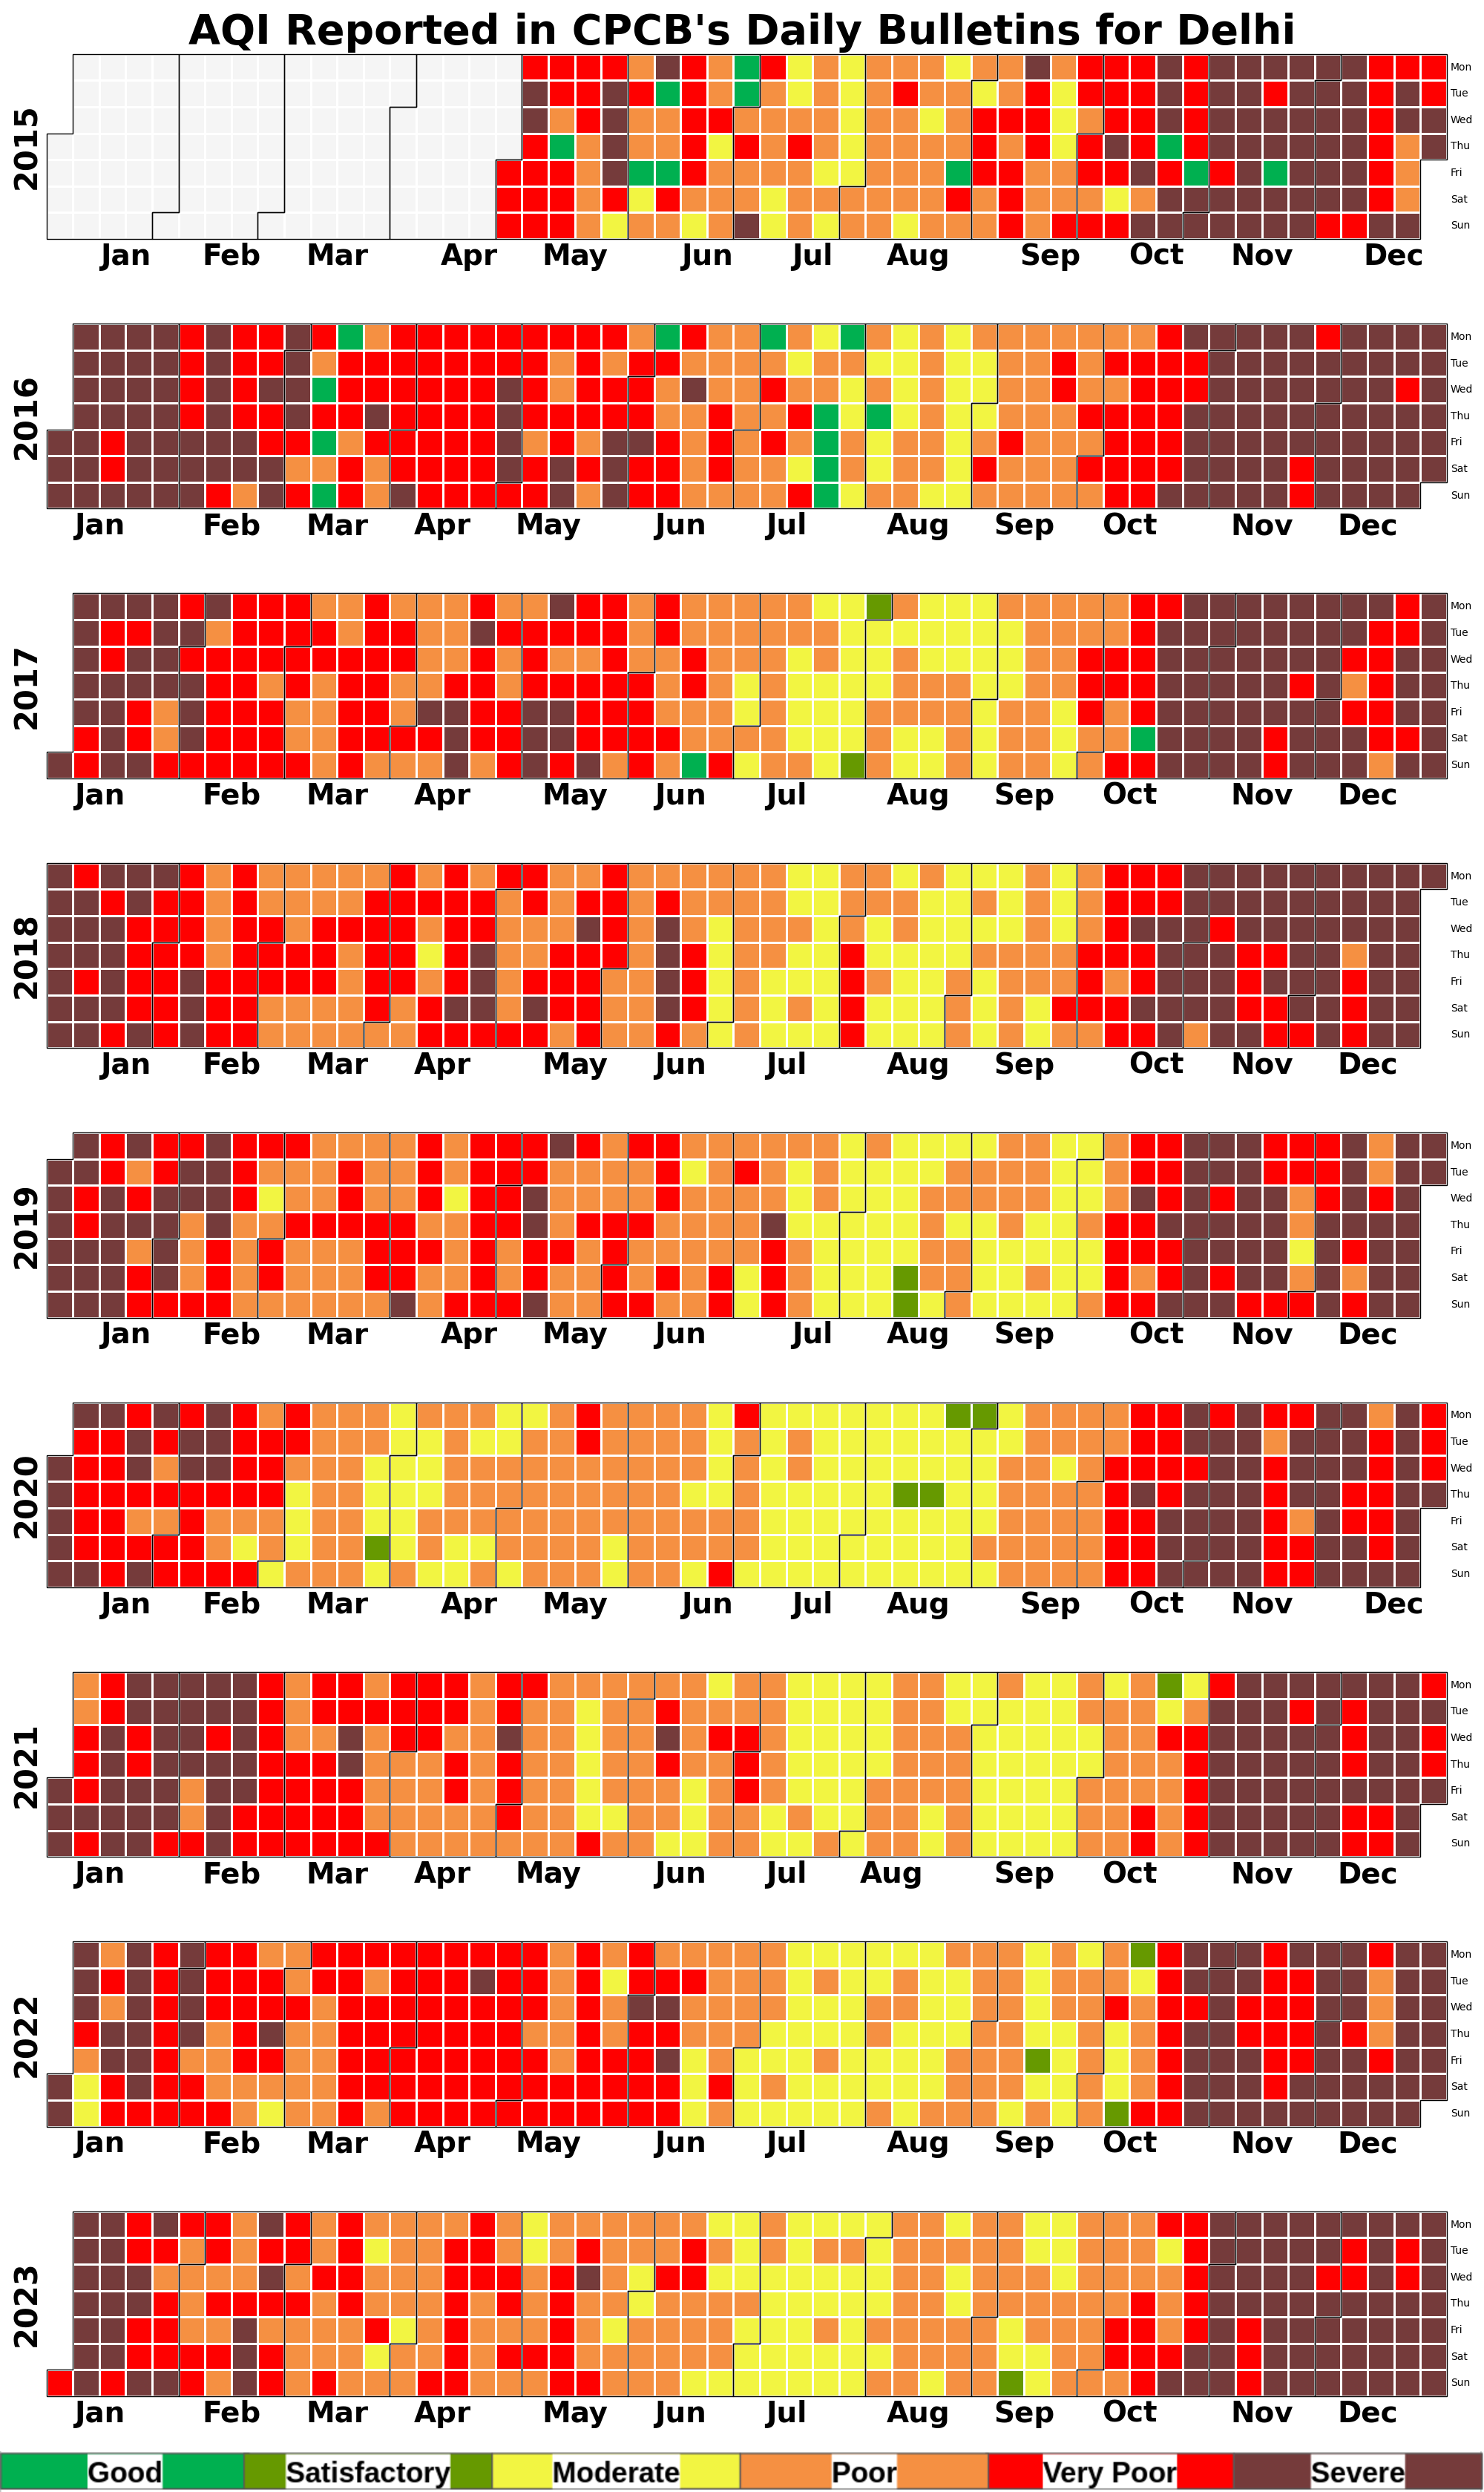 AQI Reported in CPCB's Daily Bulletins for Delhi
2015
Mon
Tue
Wed
Thu
Fri
Sat
Sun
Jan Feb Mar Apr May Jun Jul Aug Sep Oct Nov Dec
2016
Mon
Tue
Wed
Thu
Fri
Sat
Sun
Jan Feb Mar Apr May Jun Jul Aug Sep Oct Nov Dec
2017
Mon
Tue
Wed
Thu
Fri
Sat
Sun
Jan Feb Mar Apr May Jun Jul Aug Sep Oct Nov Dec
2018
Mon
Tue
Wed
Thu
Fri
Sat
Sun
Jan Feb Mar Apr May Jun Jul Aug Sep Oct Nov Dec
2019
Mon
Tue
Wed
Thu
Fri
Sat
Sun
Jan Feb Mar Apr May Jun Jul Aug Sep Oct Nov Dec
2020
Mon
Tue
Wed
Thu
Fri
Sat
Sun
Jan Feb Mar Apr May Jun Jul Aug Sep Oct Nov Dec
2021
Mon
Tue
Wed
Thu
Fri
Sat
Sun
Jan Feb Mar Apr May Jun Jul Aug Sep Oct Nov Dec
2022
Mon
Tue
Wed
Thu
Fri
Sat
Sun
Jan Feb Mar Apr May Jun Jul Aug Sep Oct Nov Dec
2023
Mon
Tue
Wed
Thu
Fri
Sat
Sun
Jan Feb Mar Apr May Jun Jul Aug Sep Oct Nov Dec
Good Satisfactory Moderate Poor Very Poor Severe